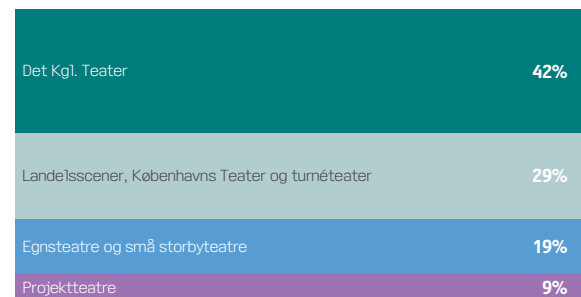 Det Kgl. Teater 42%
Landelsscener, Københavns Teater og turnéteater 29%
Egnsteatre og små storbyteatre 19%
Projektteatre 9%